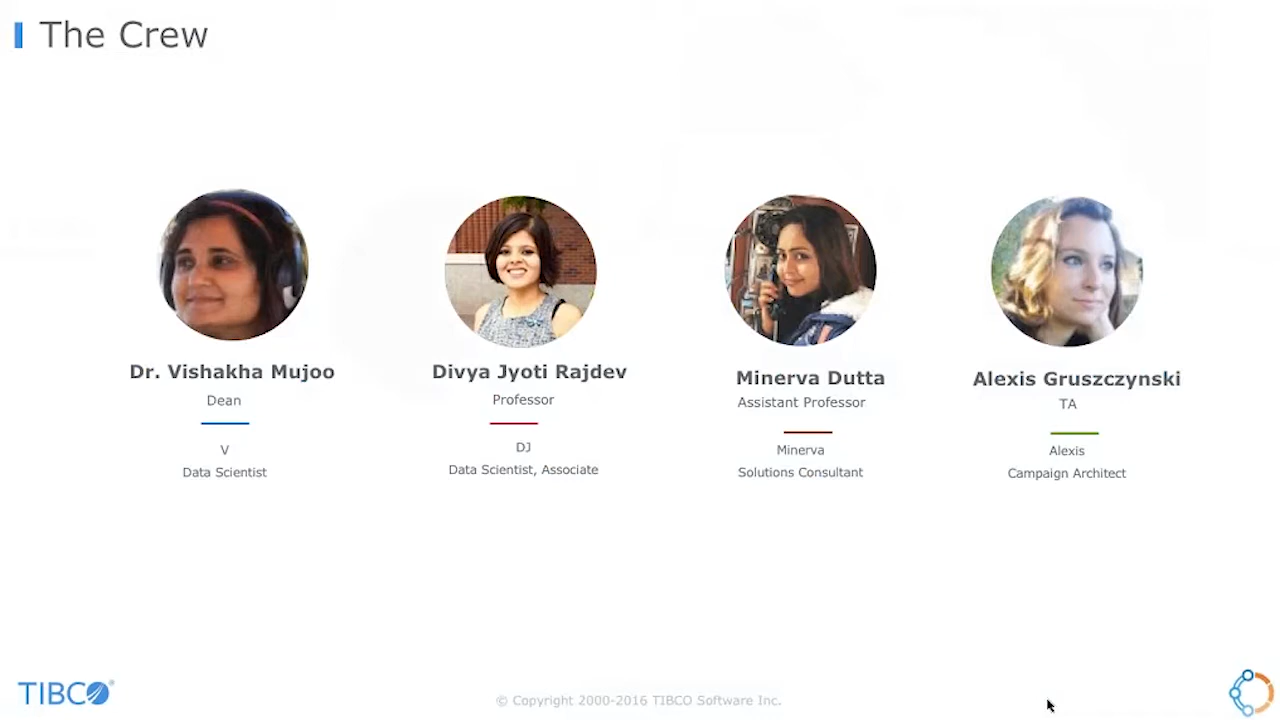 The Crew
Dr. Vishakha Mujoo
Dean
V
Data Scientist
Divya Jyoti Rajdev
Professor
DJ
Data Scientist, Associate
Minerva Dutta
Assistant Professor
Minerva
Solutions Consultant
Alexis Gruszczynski
TA
Alexis
Campaign Architect
TIBCO®
© Copyright 2000-2016 TIBCO Software Inc.